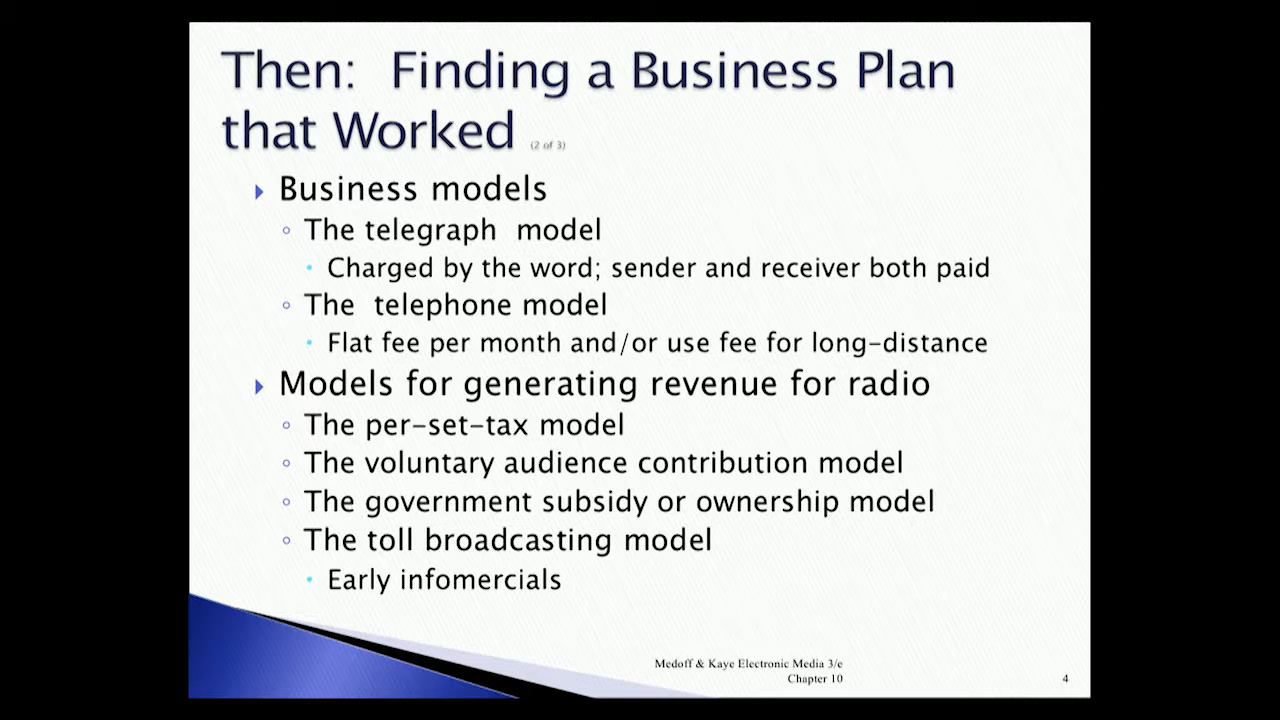 Then: Finding a Business Plan
that Worked (2 of 3)
Business models
The telegraph model
Charged by the word; sender and receiver both paid
The telephone model
Flat fee per month and/or use fee for long-distance
Models for generating revenue for radio
The per-set-tax model
The voluntary audience contribution model
The government subsidy or ownership model
The toll broadcasting model
Early infomercials
Medoff & Kaye Electronic Media 3/e
Chapter 10
4